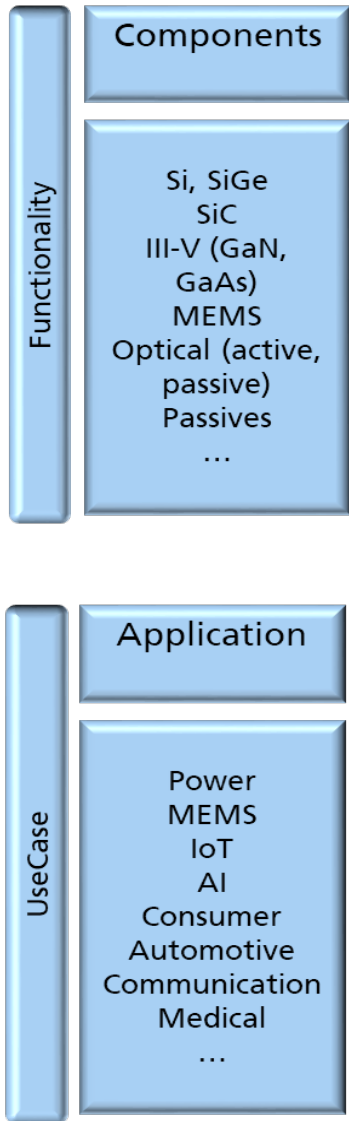 Functionality
Components
Si, SiGe
SiC
III-V (GaN,
GaAs)
MEMS
Optical (active,
passive)
Passives
...
UseCase
Application
Power
MEMS
IoT
AI
Consumer
Automotive
Communication
Medical
...